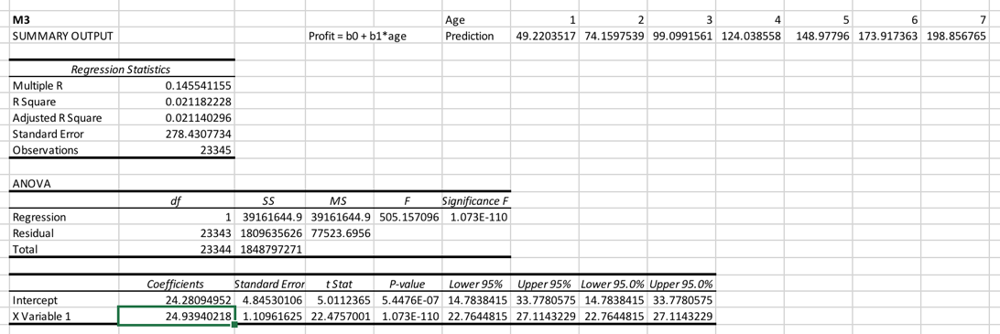 M3 Age 1 2 3 4 5 6 7
SUMMARY OUTPUT Profit = b0 + b1*age Prediction 49.2203517 74.1597539 99.0991561 124.038558 148.97796 173.917363 198.856765
Regression Statistics
Multiple R 0.145541155
R Square 0.021182228
Adjusted R Square 0.021140296
Standard Error 278.4307734
Observations 23345
ANOVA
df SS MS F Significance F
Regression 1 39161644.9 39161644.9 505.157096 1.073E-110
Residual 23343 1809635626 77523.6956
Total 23344 1848797271
Coefficients Standard Error t Stat P-value Lower 95% Upper 95% Lower 95.0% Upper 95.0%
Intercept 24.28094952 4.84530106 5.0112365 5.4476E-07 14.7838415 33.7780575 14.7838415 33.7780575
X Variable 1 24.93940218 1.10961625 22.4757001 1.073E-110 22.7644815 27.1143229 22.7644815 27.1143229